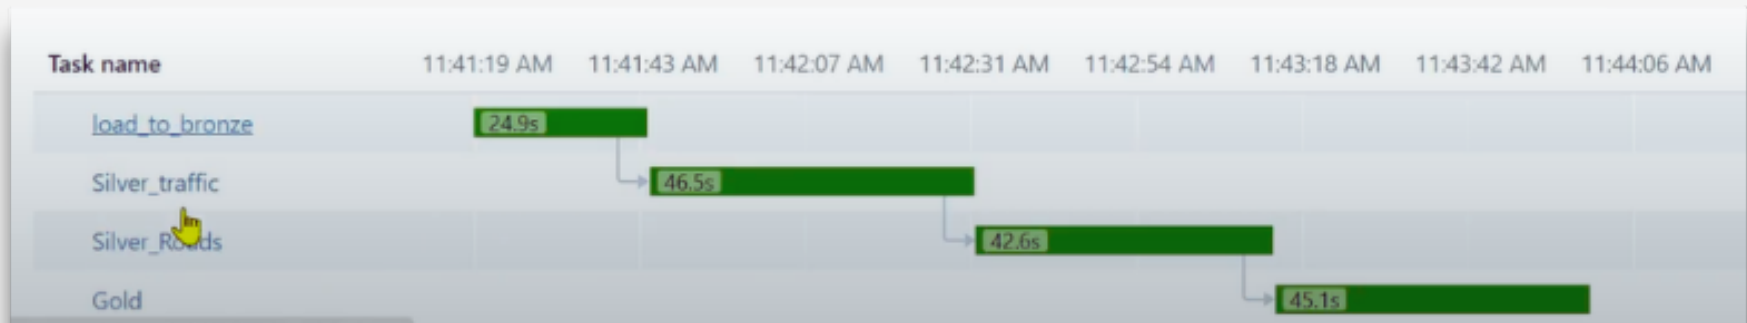 Task name 11:41:19 AM 11:41:43 AM 11:42:07 AM 11:42:31 AM 11:42:54 AM 11:43:18 AM 11:43:42 AM 11:44:06 AM
load_to_bronze 24.9s
Silver_traffic 46.5s
Silver_Roads 42.6s
Gold 45.1s